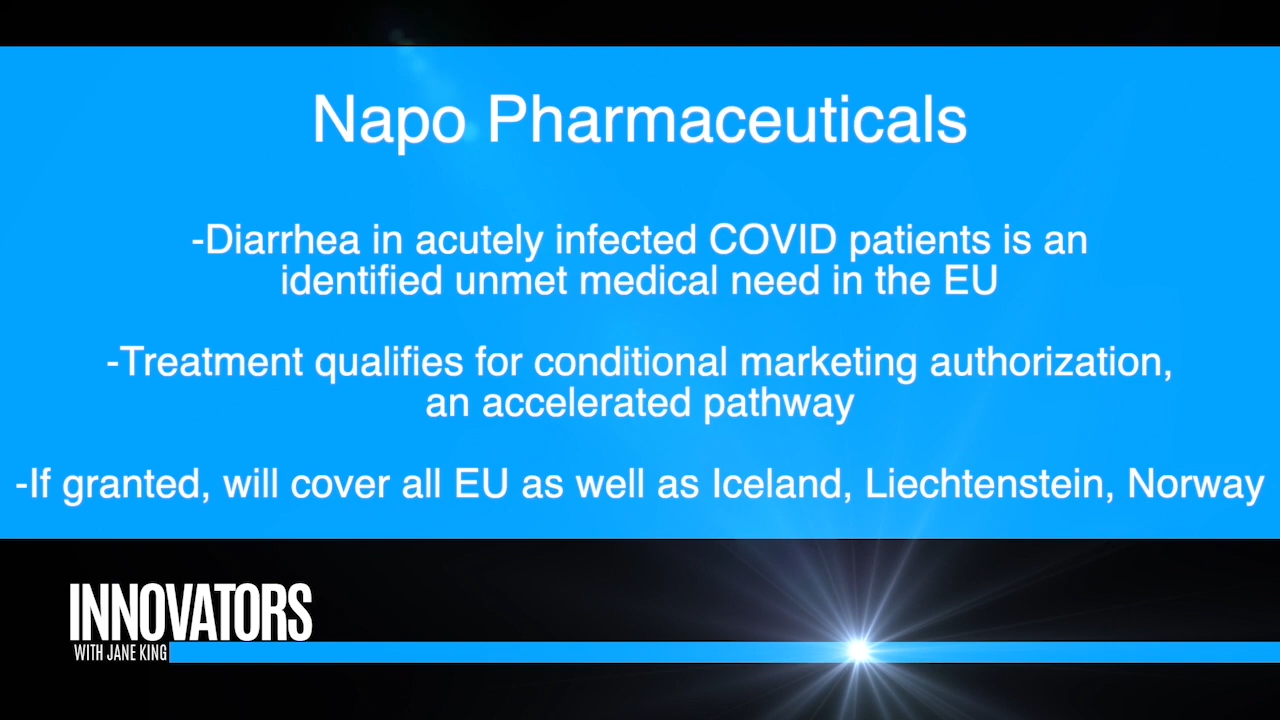 Napo Pharmaceuticals
-Diarrhea in acutely infected COVID patients is an
identified unmet medical need in the EU
-Treatment qualifies for conditional marketing authorization,
an accelerated pathway
-If granted, will cover all EU as well as Iceland, Liechtenstein, Norway
INNOVATORS
WITH JANE KING